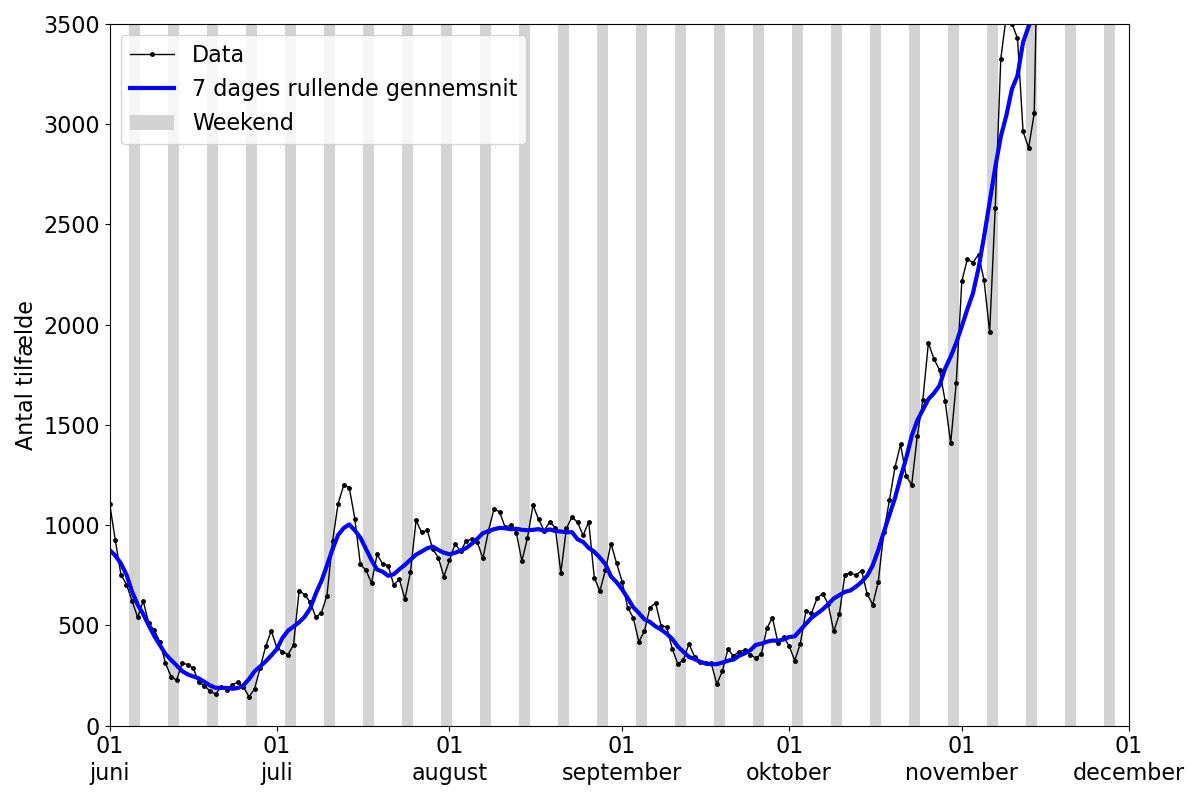 3500
3000
2500
2000
1500
1000
500
0
Antal tilfælde
Data
7 dages rullende gennemsnit
Weekend
01 juni
01 juli
01 august
01 september
01 oktober
01 november
01 december